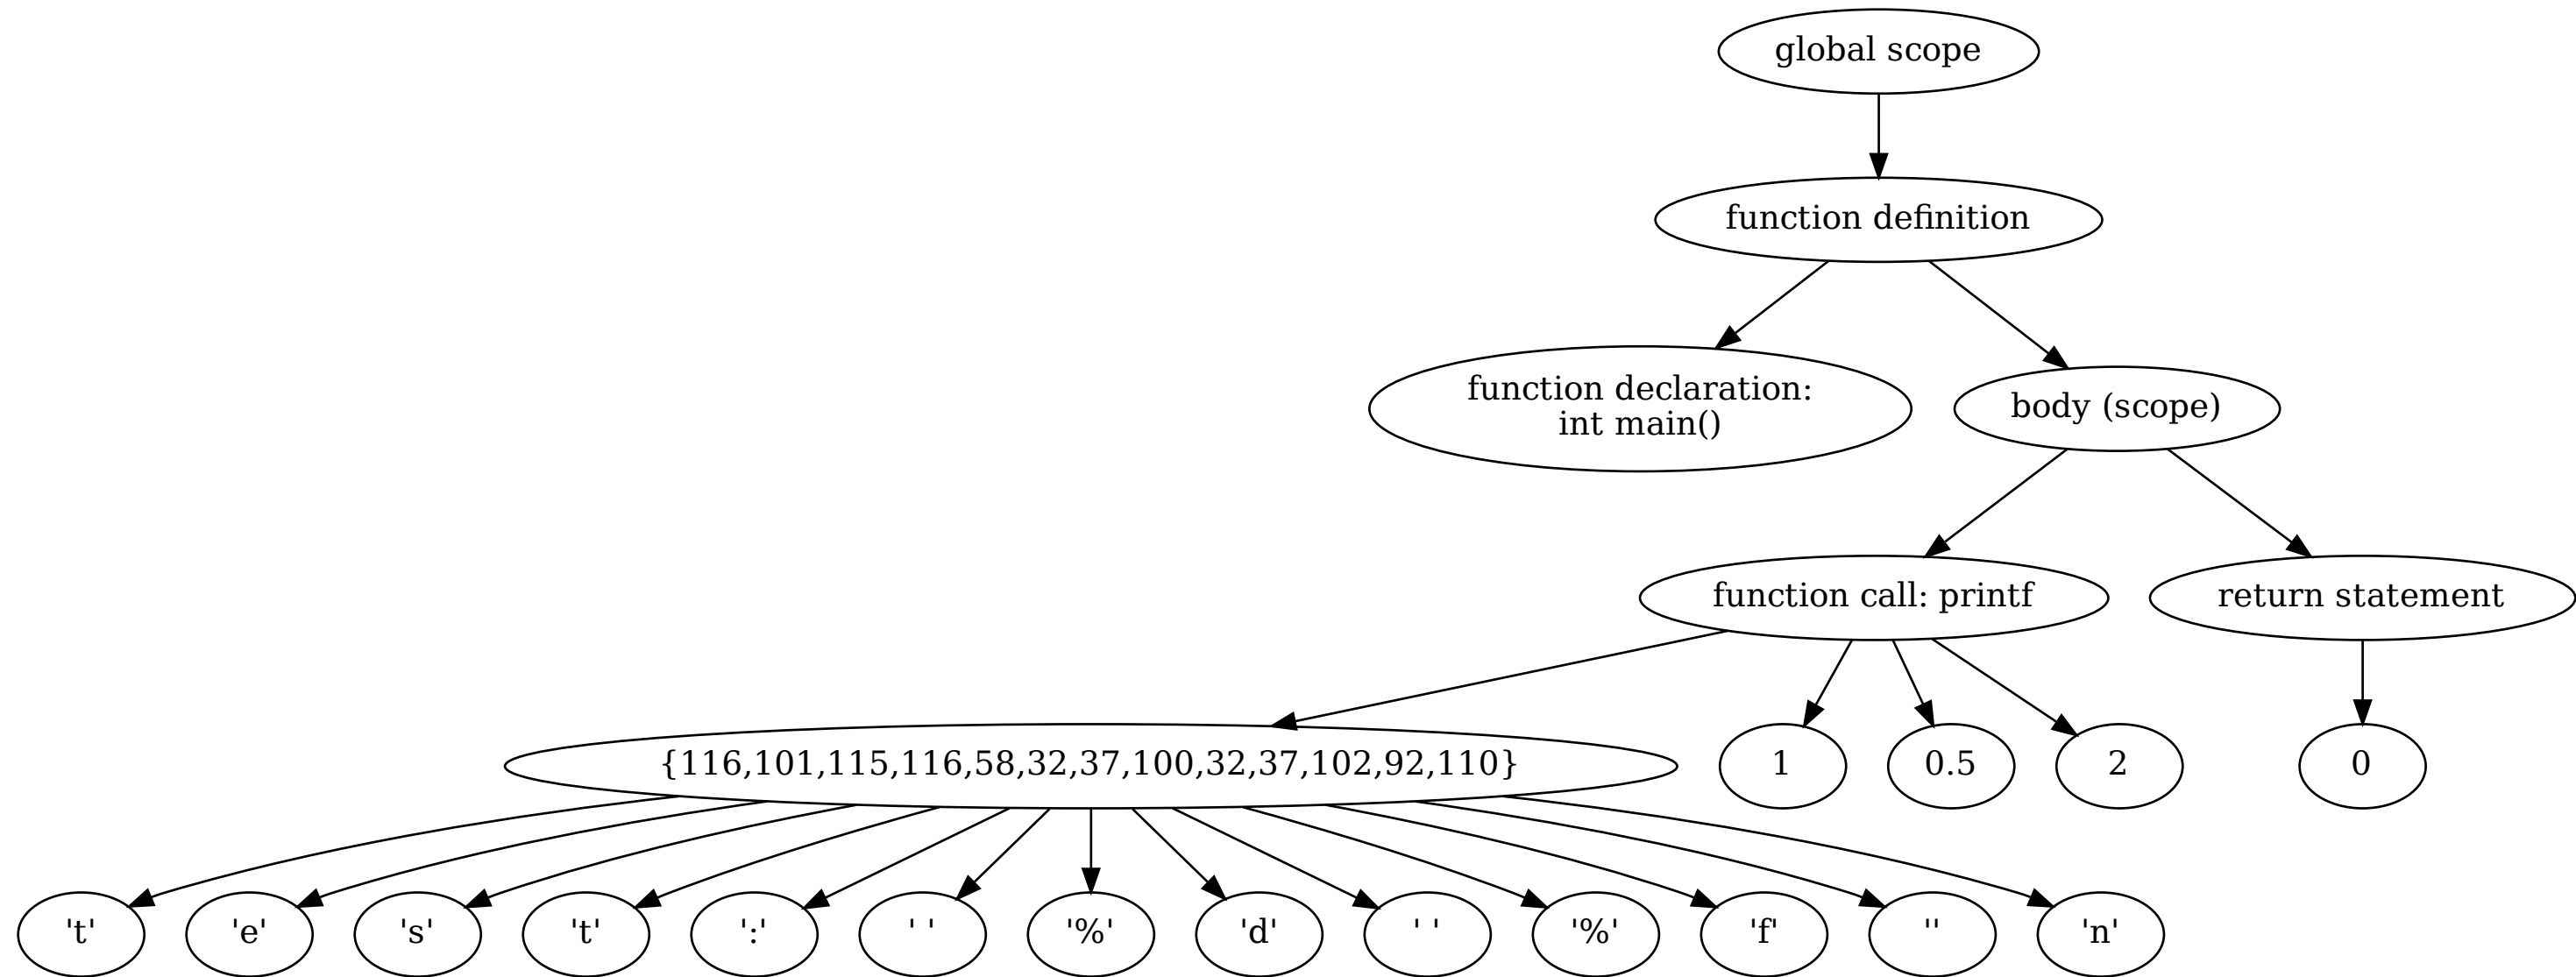 global scope
function definition
function declaration:
int main()
body (scope)
function call: printf
return statement
{116,101,115,116,58,32,37,100,32,37,102,92,110}
1
0.5
2
0
't'
'e'
's'
't'
':'
' '
'%'
'd'
' '
'%'
'f'
''
'n'